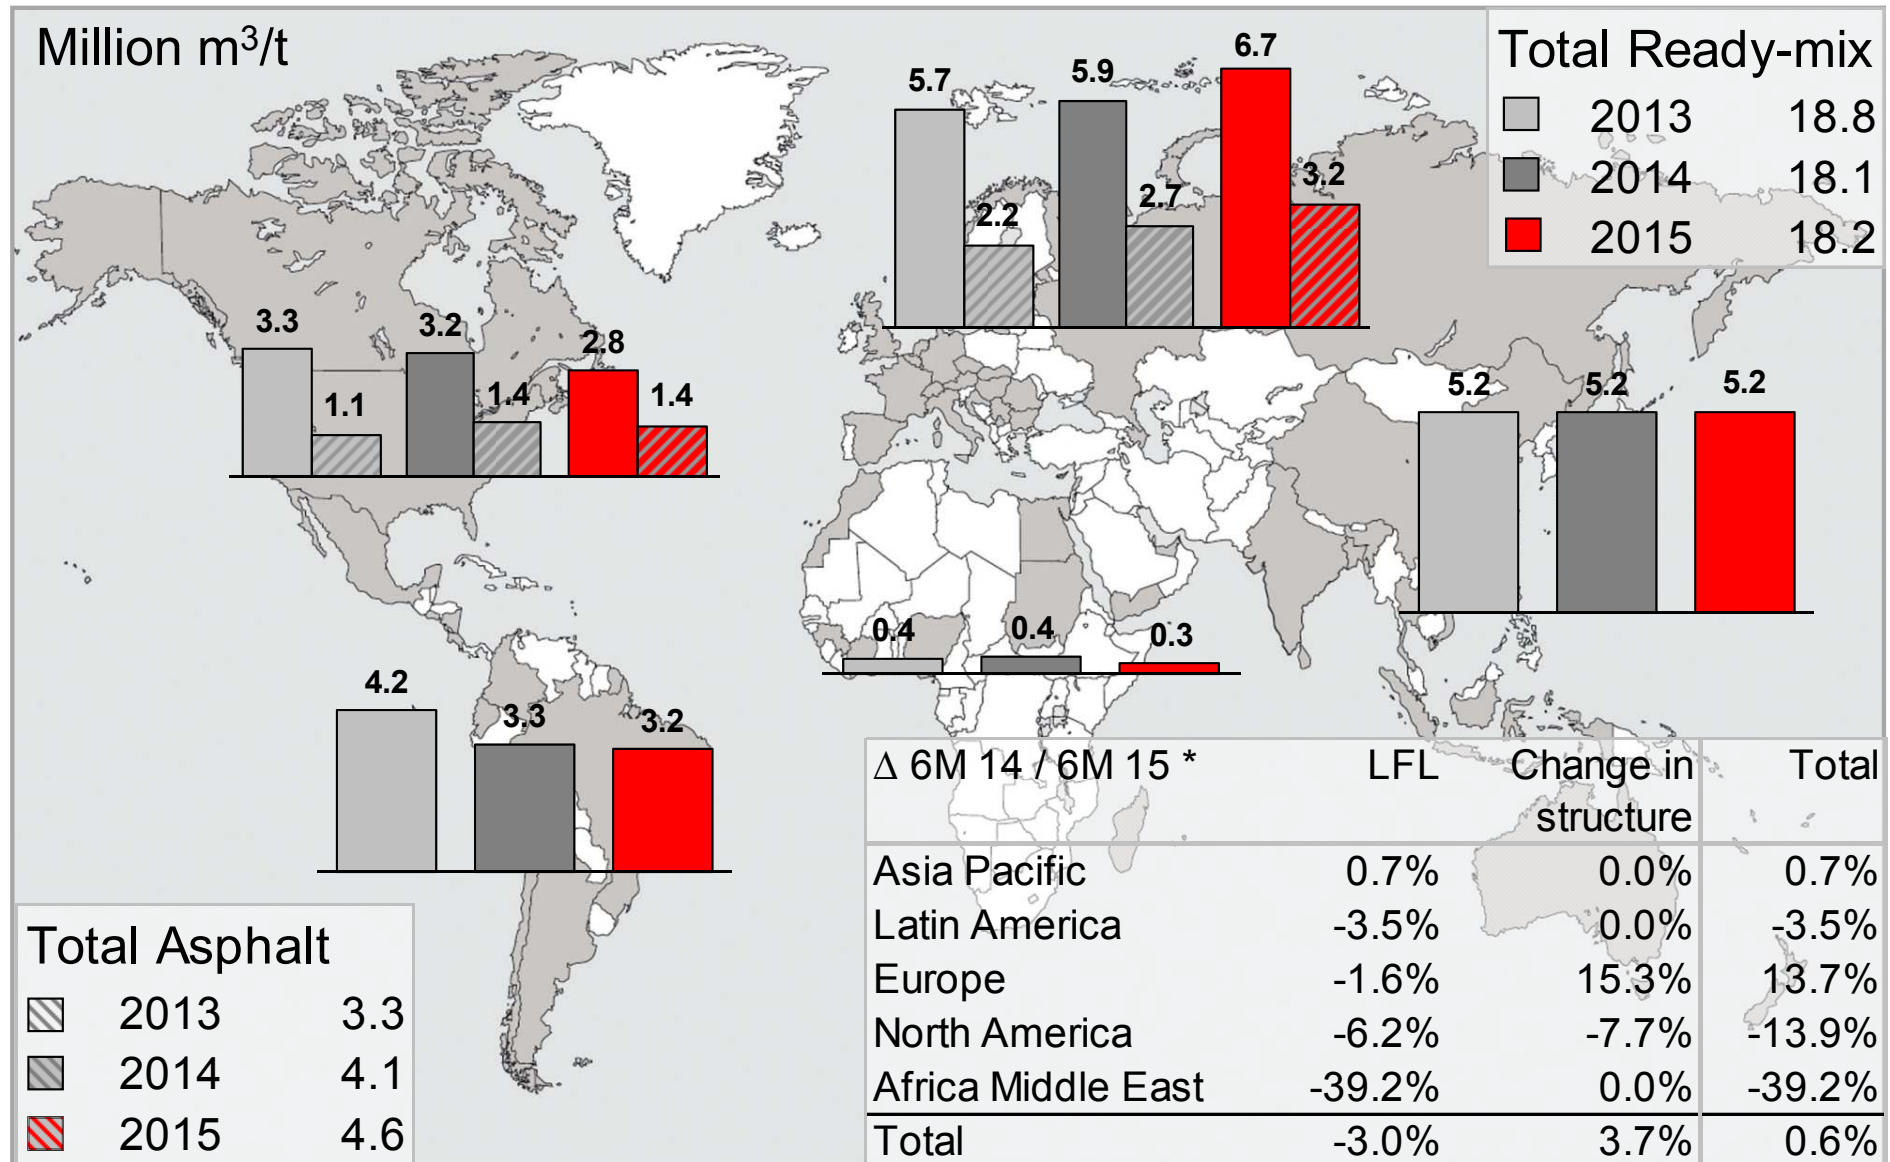 Million m³/t
Total Ready-mix
2013 18.8
2014 18.1
2015 18.2
5.7 2.2 5.9 2.7 6.7 3.2
3.3 1.1 3.2 1.4 2.8 1.4
5.2 5.2 5.2
0.4 0.4 0.3
4.2 3.3 3.2
Total Asphalt
2013 3.3
2014 4.1
2015 4.6
Δ 6M 14 / 6M 15 * LFL Change in Total
structure
Asia Pacific 0.7% 0.0% 0.7%
Latin America -3.5% 0.0% -3.5%
Europe -1.6% 15.3% 13.7%
North America -6.2% -7.7% -13.9%
Africa Middle East -39.2% 0.0% -39.2%
Total -3.0% 3.7% 0.6%